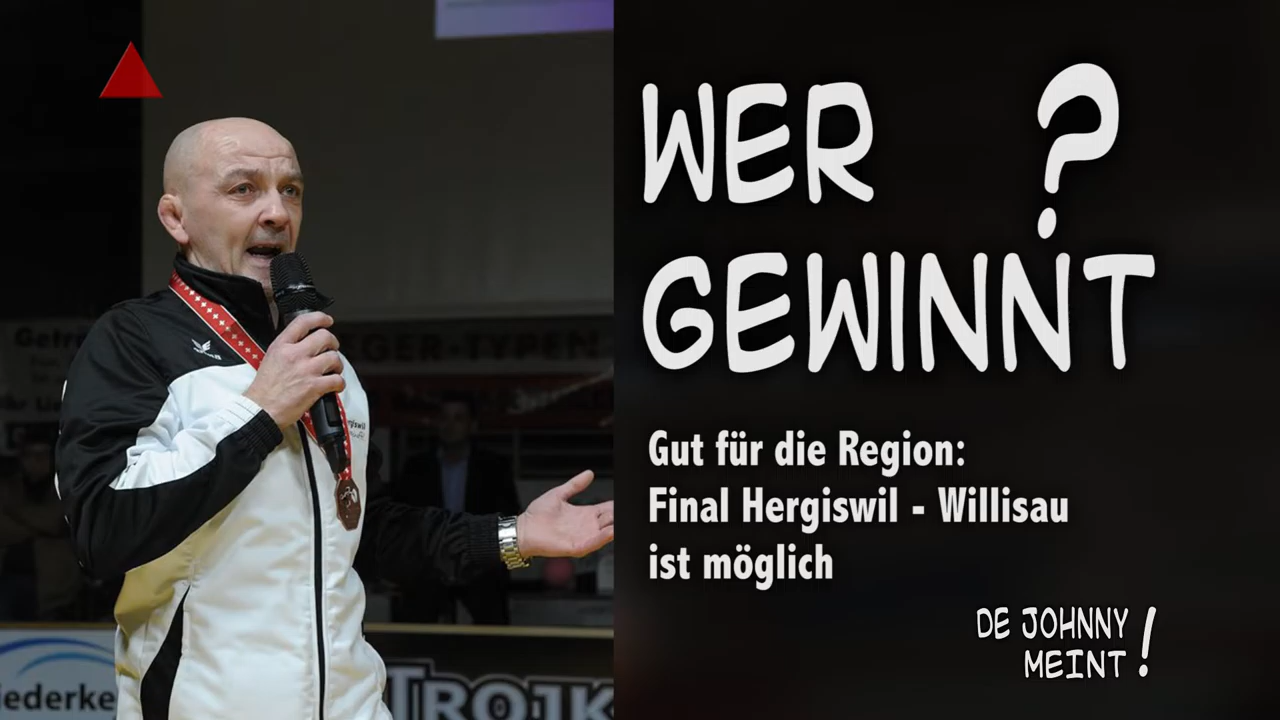 WER ?
GEWINNT
Gut für die Region:
Final Hergiswil - Willisau
ist möglich
DE JOHNNY
MEINT!